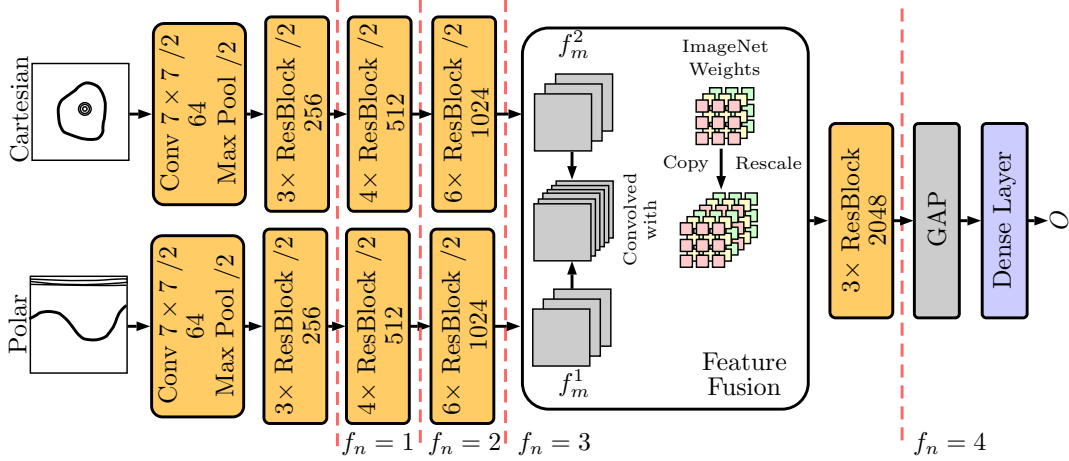 Cartesian
Conv 7 × 7 /2
64
Max Pool /2
3× ResBlock /2
256
4× ResBlock /2
512
6× ResBlock /2
1024
f_m^2
ImageNet
Weights
Copy
Rescale
Convolved
with
f_m^1
Feature
Fusion
3× ResBlock
2048
GAP
Dense Layer
O
Polar
Conv 7 × 7 /2
64
Max Pool /2
3× ResBlock /2
256
4× ResBlock /2
512
6× ResBlock /2
1024
f_n = 1
f_n = 2
f_n = 3
f_n = 4